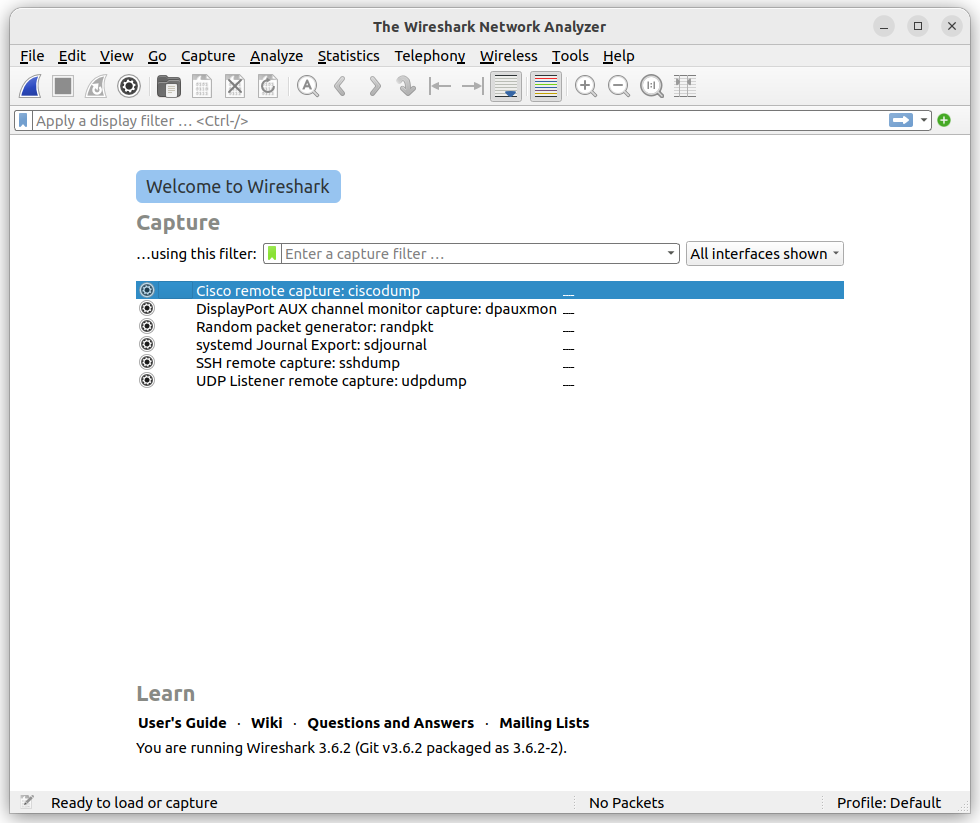 The Wireshark Network Analyzer
File Edit View Go Capture Analyze Statistics Telephony Wireless Tools Help
Apply a display filter … <Ctrl-/>
Welcome to Wireshark
Capture
…using this filter: Enter a capture filter … All interfaces shown
Cisco remote capture: ciscodump
DisplayPort AUX channel monitor capture: dpauxmon
Random packet generator: randpkt
systemd Journal Export: sdjournal
SSH remote capture: sshdump
UDP Listener remote capture: udpdump
Learn
User's Guide · Wiki · Questions and Answers · Mailing Lists
You are running Wireshark 3.6.2 (Git v3.6.2 packaged as 3.6.2-2).
Ready to load or capture No Packets Profile: Default